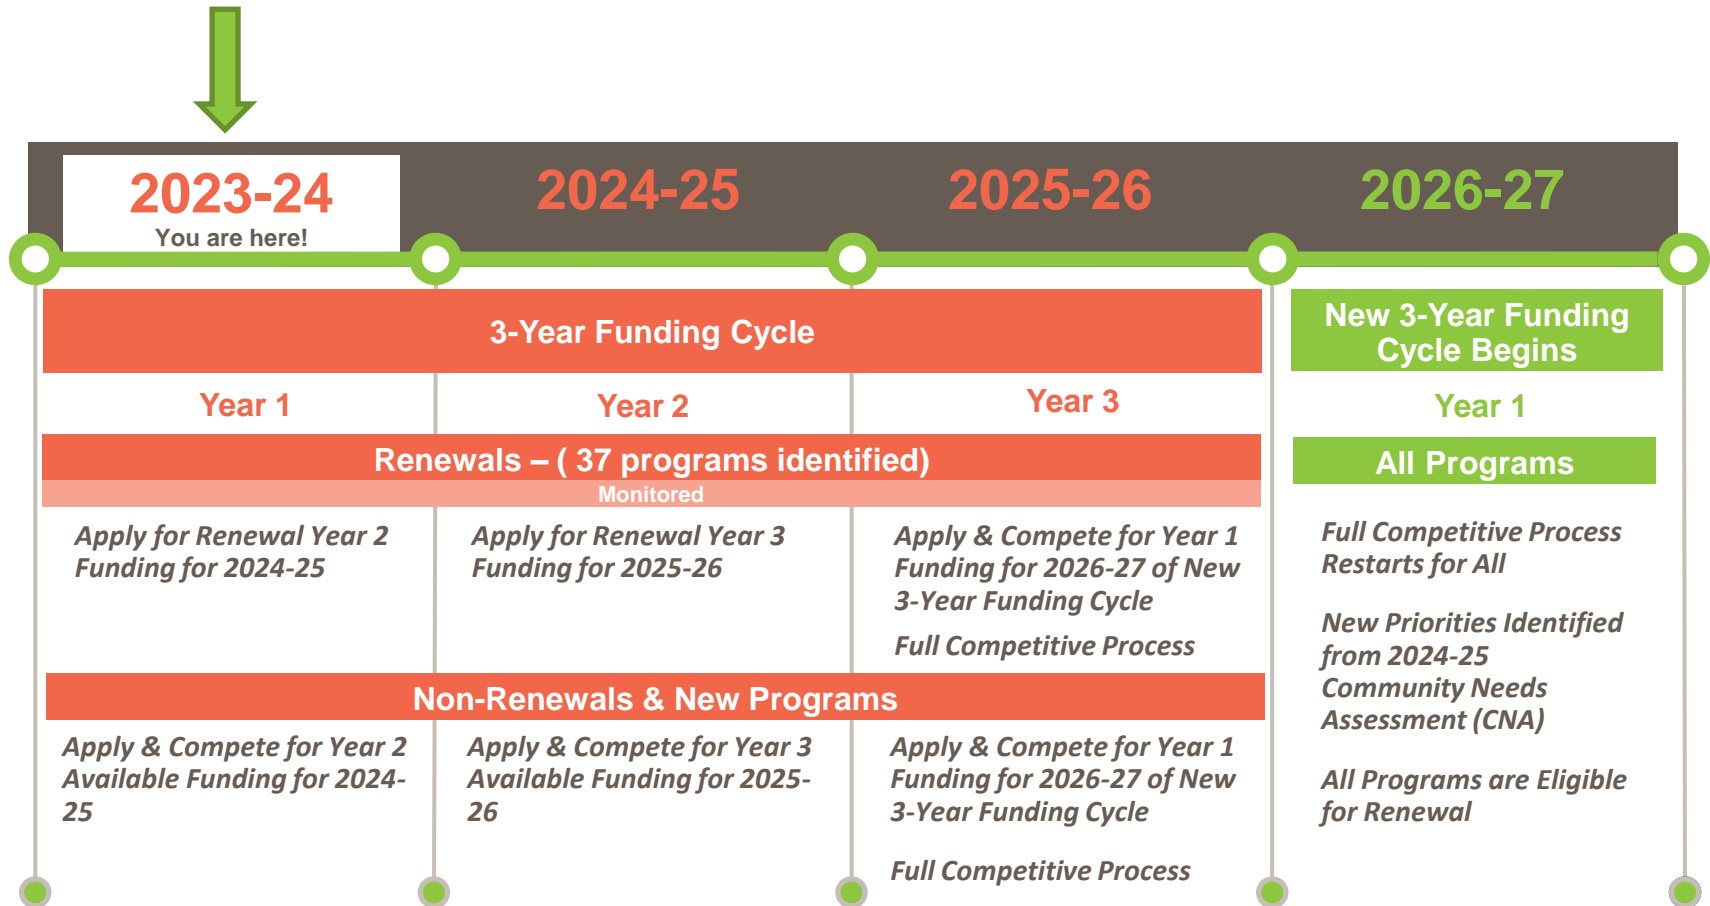 2023-24
You are here!
2024-25
2025-26
2026-27
3-Year Funding Cycle
New 3-Year Funding
Cycle Begins
Year 1
Year 2
Year 3
Year 1
Renewals – ( 37 programs identified)
All Programs
Monitored
Apply for Renewal Year 2
Funding for 2024-25
Apply for Renewal Year 3
Funding for 2025-26
Apply & Compete for Year 1
Funding for 2026-27 of New
3-Year Funding Cycle
Full Competitive Process
Full Competitive Process
Restarts for All
New Priorities Identified
from 2024-25
Community Needs
Assessment (CNA)
All Programs are Eligible
for Renewal
Non-Renewals & New Programs
Apply & Compete for Year 2
Available Funding for 2024-
25
Apply & Compete for Year 3
Available Funding for 2025-
26
Apply & Compete for Year 1
Funding for 2026-27 of New
3-Year Funding Cycle
Full Competitive Process